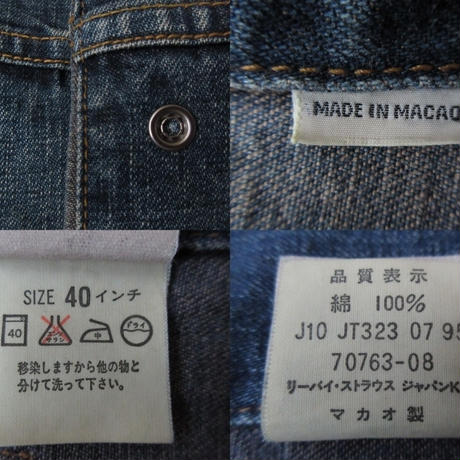 MADE IN MACAO
SIZE 40インチ
40
中
ドライ
移染しますから他の物と
分けて洗って下さい。
品質表示
綿 100%
J10 JT323 07 95
70763-08
リーバイ・ストラウス ジャパンK
マカオ製